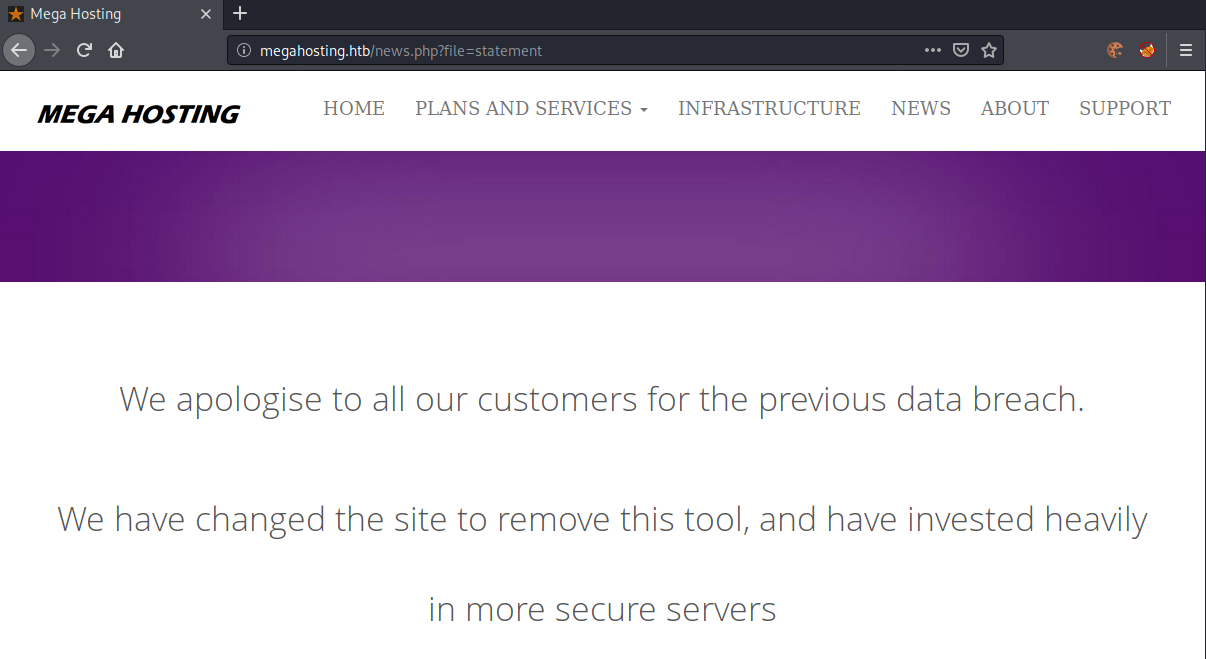 Mega Hosting
megahosting.htb/news.php?file=statement
MEGA HOSTING HOME PLANS AND SERVICES INFRASTRUCTURE NEWS ABOUT SUPPORT
We apologise to all our customers for the previous data breach.
We have changed the site to remove this tool, and have invested heavily
in more secure servers